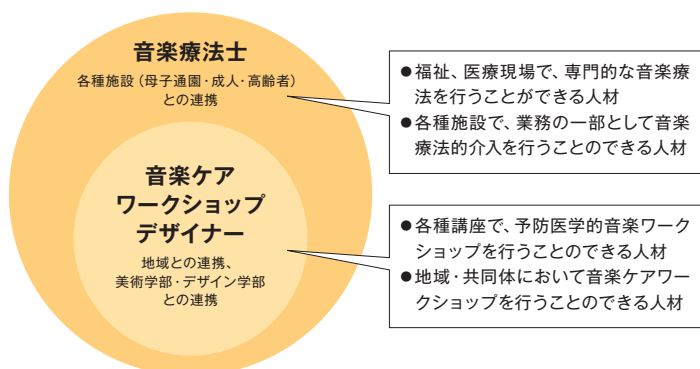 音楽療法士
各種施設（母子通園・成人・高齢者）
との連携
音楽ケア
ワークショップ
デザイナー
地域との連携、
美術学部・デザイン学部
との連携
●福祉、医療現場で、専門的な音楽療
法を行うことができる人材
●各種施設で、業務の一部として音楽
療法的介入を行うことのできる人材
●各種講座で、予防医学的音楽ワーク
ショップを行うことのできる人材
●地域・共同体において音楽ケアワー
クショップを行うことのできる人材